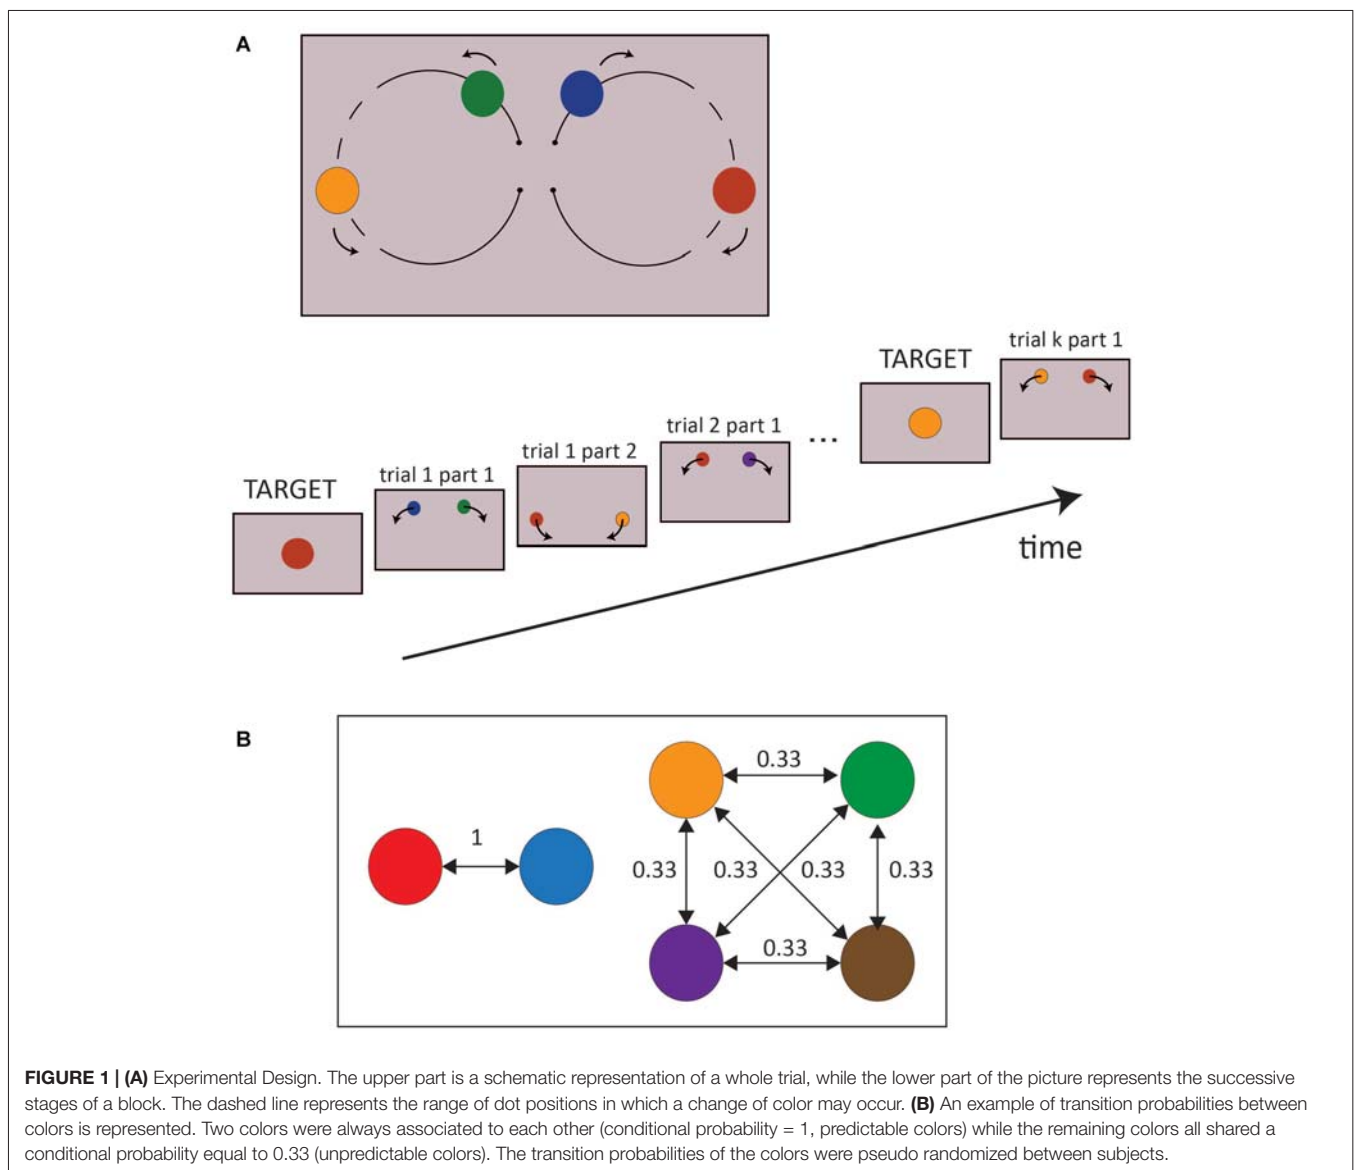 A
TARGET
trial k part 1
trial 2 part 1
...
trial 1 part 2
trial 1 part 1
TARGET
time
B
0.33
1
0.33
0.33
0.33
0.33
0.33
FIGURE 1 | (A) Experimental Design. The upper part is a schematic representation of a whole trial, while the lower part of the picture represents the successive
stages of a block. The dashed line represents the range of dot positions in which a change of color may occur. (B) An example of transition probabilities between
colors is represented. Two colors were always associated to each other (conditional probability = 1, predictable colors) while the remaining colors all shared a
conditional probability equal to 0.33 (unpredictable colors). The transition probabilities of the colors were pseudo randomized between subjects.